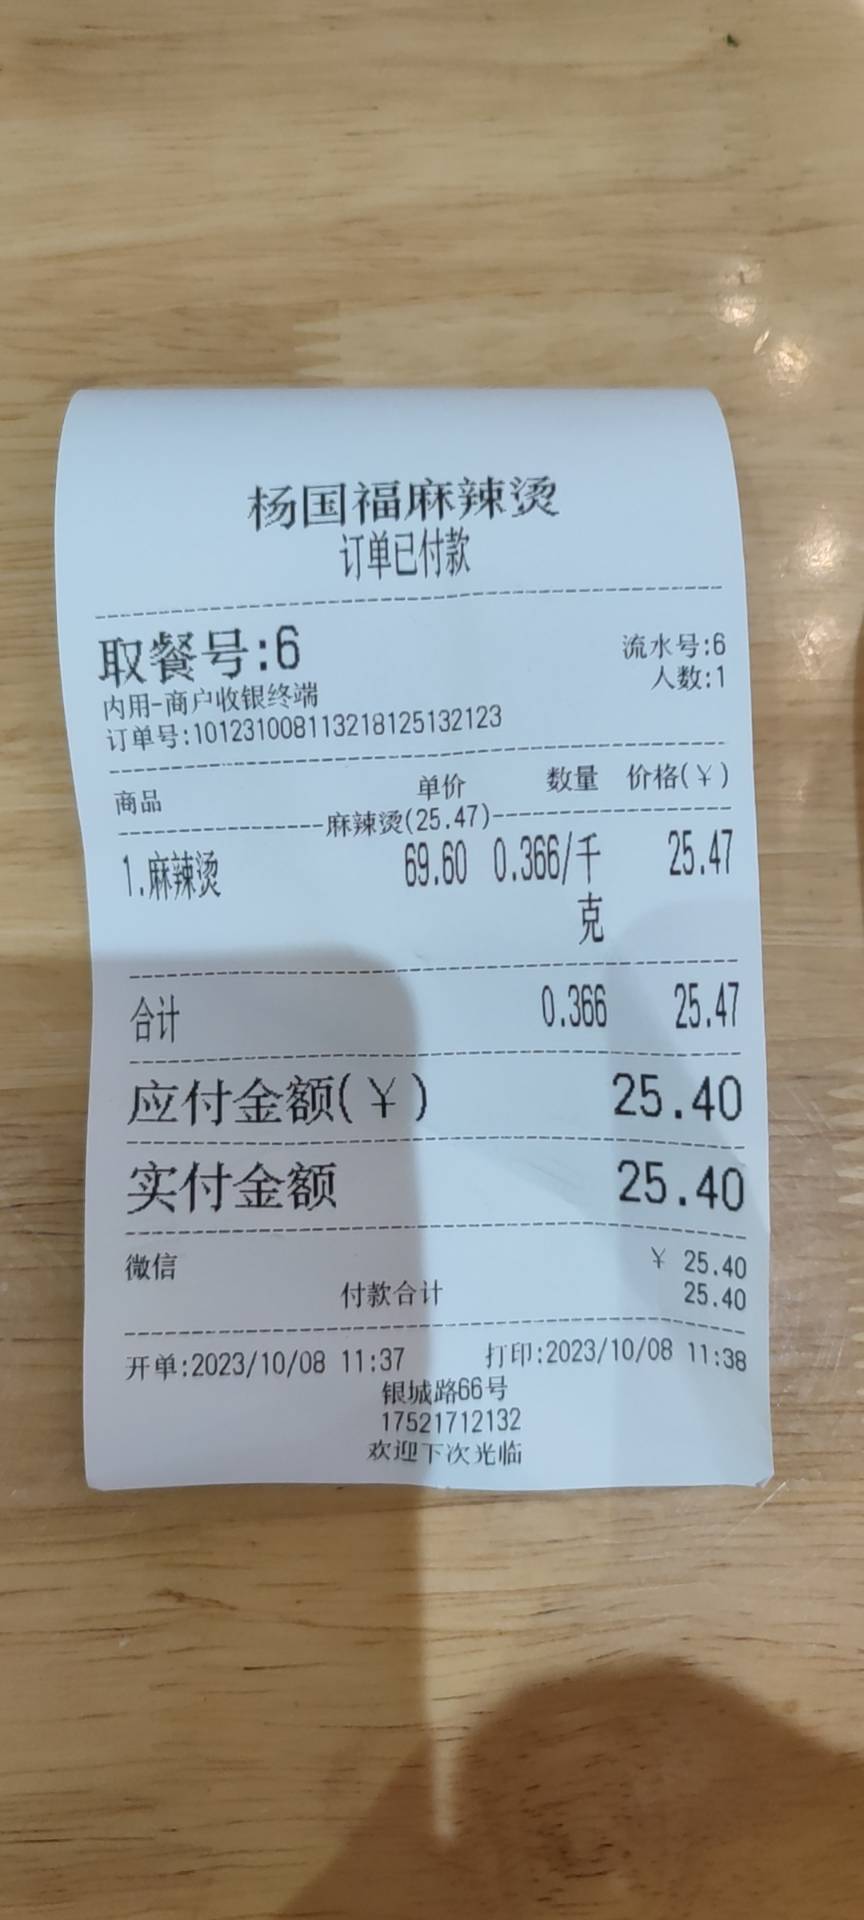 杨国福麻辣烫
订单已付款
取餐号:6 流水号:6
人数:1
内用-商户收银终端
订单号:101231008113218125132123
商品 单价 数量 价格(¥)
麻辣烫(25.47)
1.麻辣烫 69.60 0.366/千克 25.47
合计 0.366 25.47
应付金额(¥) 25.40
实付金额 25.40
微信 ¥ 25.40
付款合计 25.40
开单:2023/10/08 11:37 打印:2023/10/08 11:38
银城路66号
17521712132
欢迎下次光临